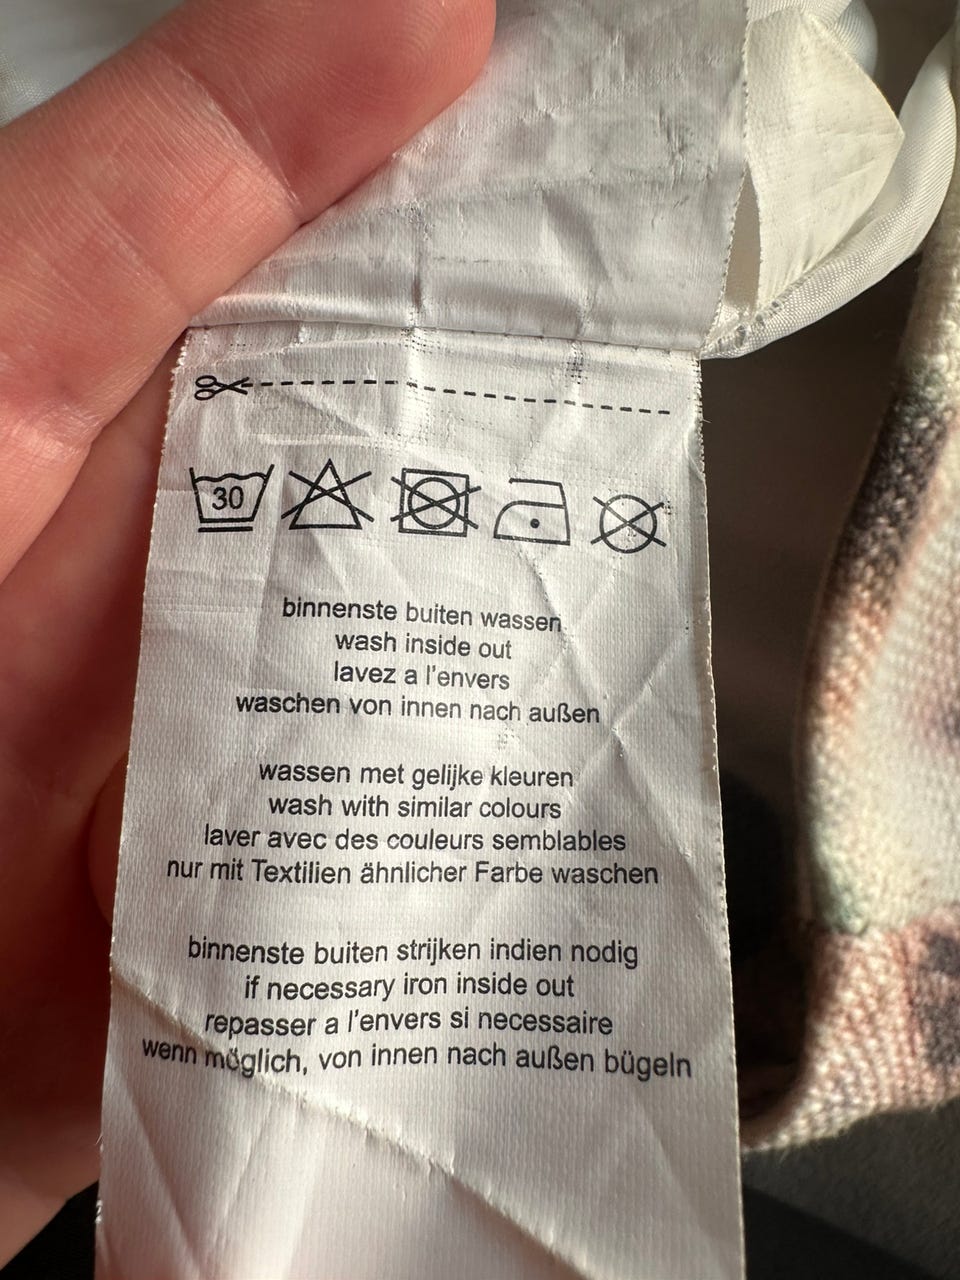 30
binnenste buiten wassen
wash inside out
lavez a l'envers
waschen von innen nach außen
wassen met gelijke kleuren
wash with similar colours
laver avec des couleurs semblables
nur mit Textilien ähnlicher Farbe waschen
binnenste buiten strijken indien nodig
if necessary iron inside out
repasser a l'envers si necessaire
wenn möglich, von innen nach außen bügeln